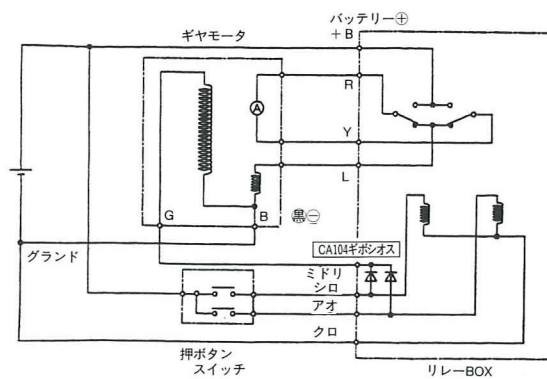 バッテリー⊕
+B
ギヤモータ
R
A
Y
L
G
B
黒⊖
CA104ギボシオス
グランド
ミドリ
シロ
アオ
クロ
押ボタン
スイッチ
リレーBOX